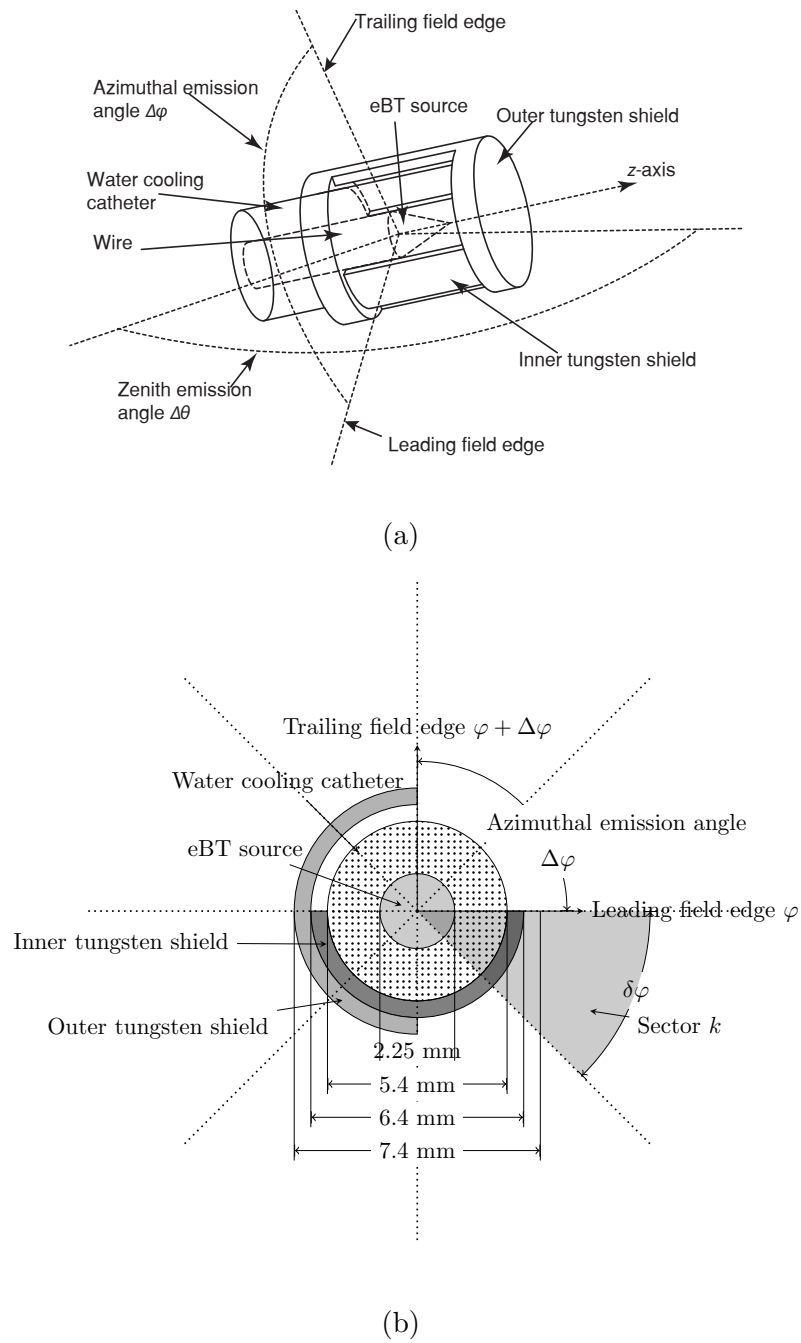 Trailing field edge
Azimuthal emission
angle Δφ
eBT source
Outer tungsten shield
Water cooling
catheter
z-axis
Wire
Inner tungsten shield
Zenith emission
angle Δθ
Leading field edge
(a)
Trailing field edge φ + Δφ
Water cooling catheter
Azimuthal emission angle
eBT source
Δφ
Leading field edge φ
Inner tungsten shield
δφ
Outer tungsten shield
Sector k
2.25 mm
5.4 mm
6.4 mm
7.4 mm
(b)